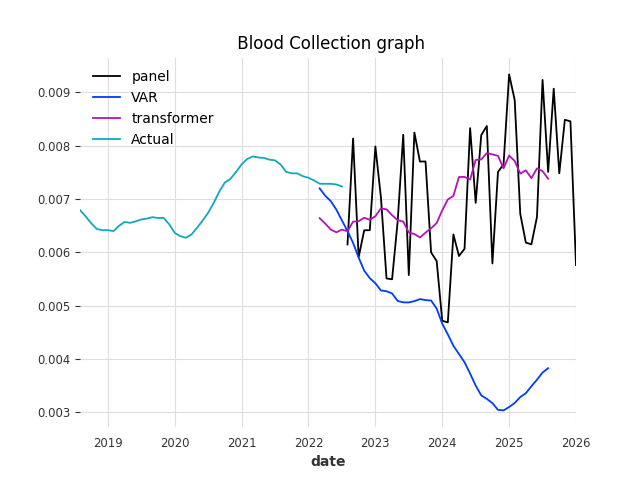 Blood Collection graph
panel
VAR
transformer
Actual
0.009
0.008
0.007
0.006
0.005
0.004
0.003
2019 2020 2021 2022 2023 2024 2025 2026
date